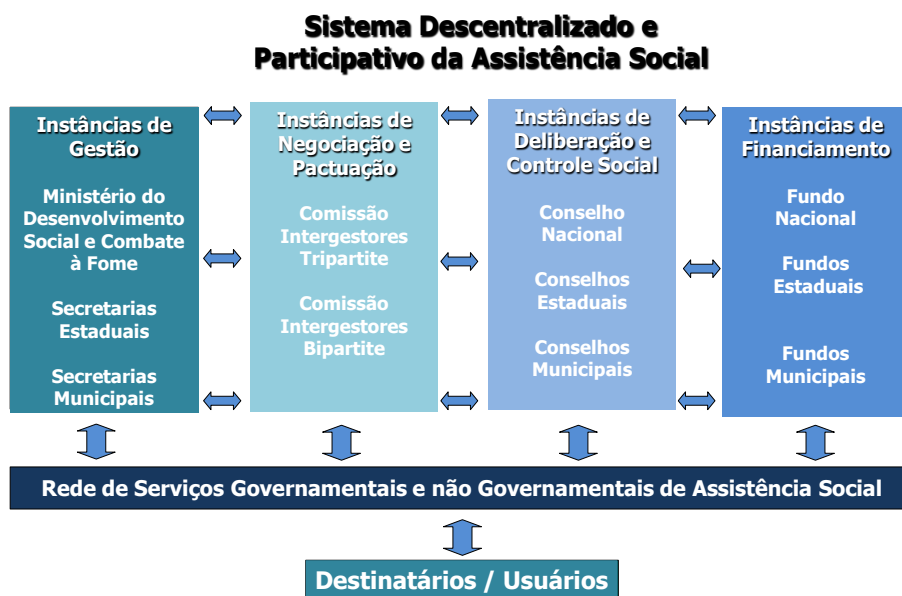 Sistema Descentralizado e
Participativo da Assistência Social
Instâncias de
Gestão
Ministério do
Desenvolvimento
Social e Combate
à Fome
Secretarias
Estaduais
Secretarias
Municipais
Instâncias de
Negociação e
Pactuação
Comissão
Intergestores
Tripartite
Comissão
Intergestores
Bipartite
Instâncias de
Deliberação e
Controle Social
Conselho
Nacional
Conselhos
Estaduais
Conselhos
Municipais
Instâncias de
Financiamento
Fundo
Nacional
Fundos
Estaduais
Fundos
Municipais
Rede de Serviços Governamentais e não Governamentais de Assistência Social
Destinatários / Usuários